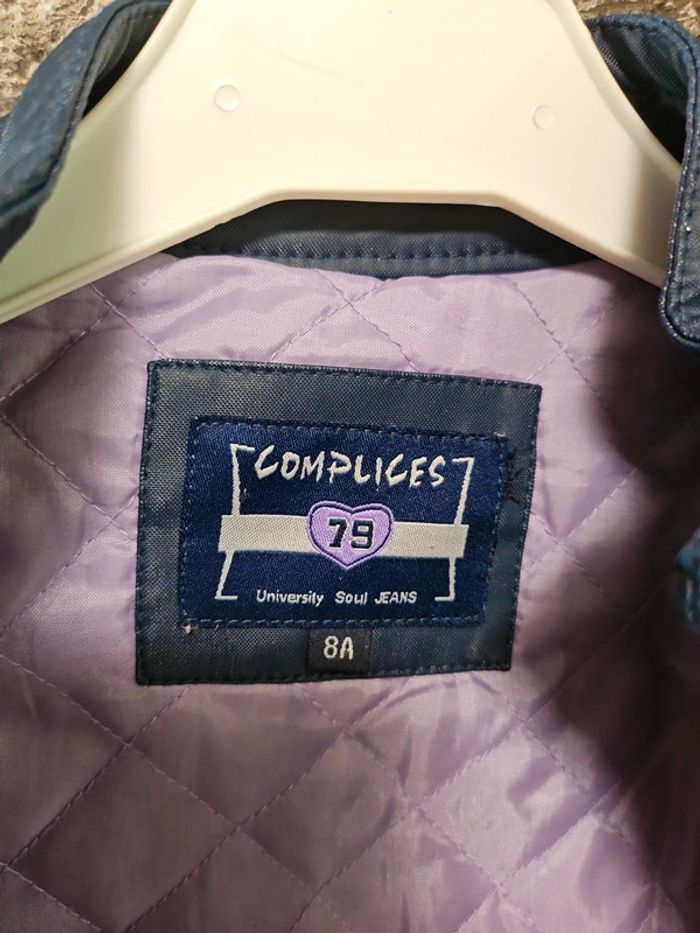 COMPLICES
79
University Soul JEANS
8A